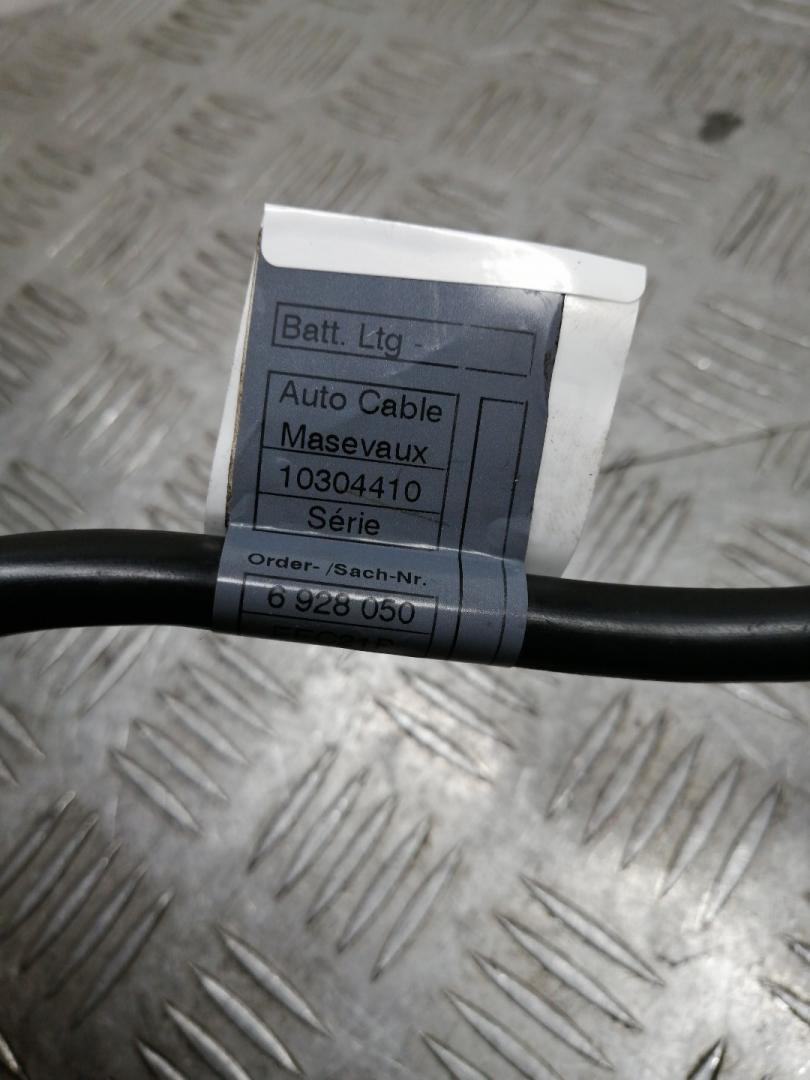 Batt. Ltg -
Auto Cable
Masevaux
10304410
Série
Order- /Sach-Nr.
6 928 050